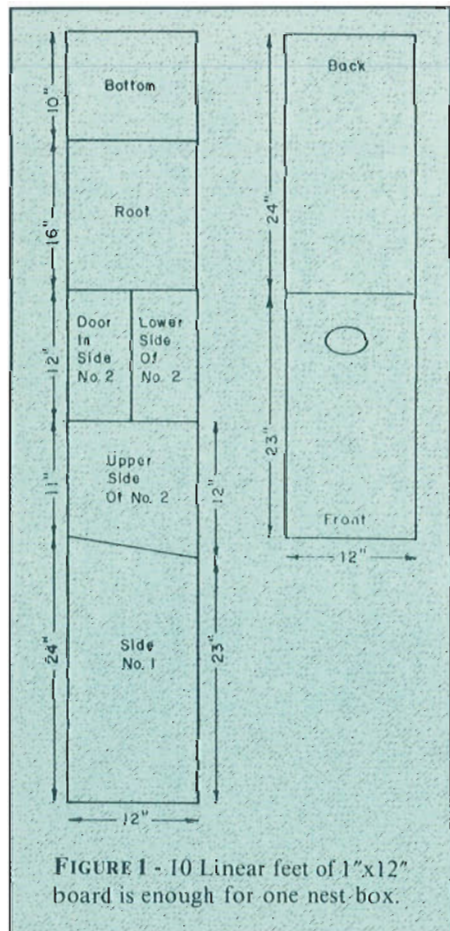 Bottom
10"
Roof
16"
Door
In
Side
No. 2
Lower
Side
Of
No. 2
12"
Upper
Side
Of No. 2
11"
12"
Side
No. 1
24"
23"
12"
Back
24"
23"
Front
12"
FIGURE 1 - 10 Linear feet of 1"x12"
board is enough for one nest box.